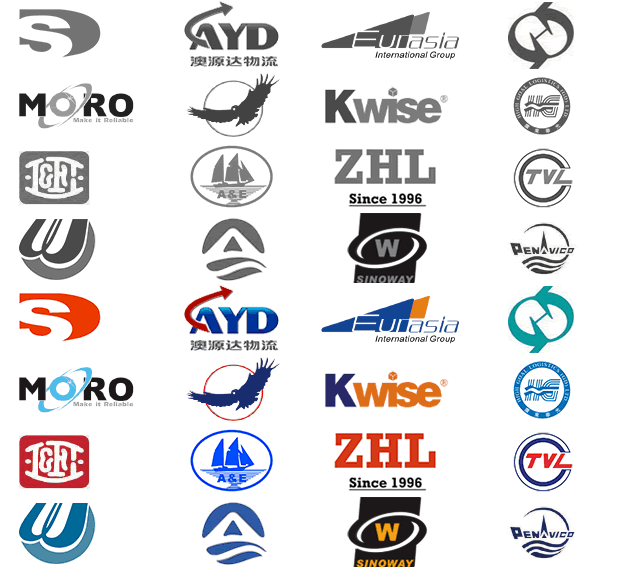 S
AYD
澳源达物流
Eurasia
International Group
MORO
Make it Reliable
Kwise®
ZHL
Since 1996
A&E
TVL
W
SINOWAY
PENAVICO
S
AYD
澳源达物流
Eurasia
International Group
MORO
Make it Reliable
Kwise®
ZHL
Since 1996
A&E
TVL
W
SINOWAY
PENAVICO